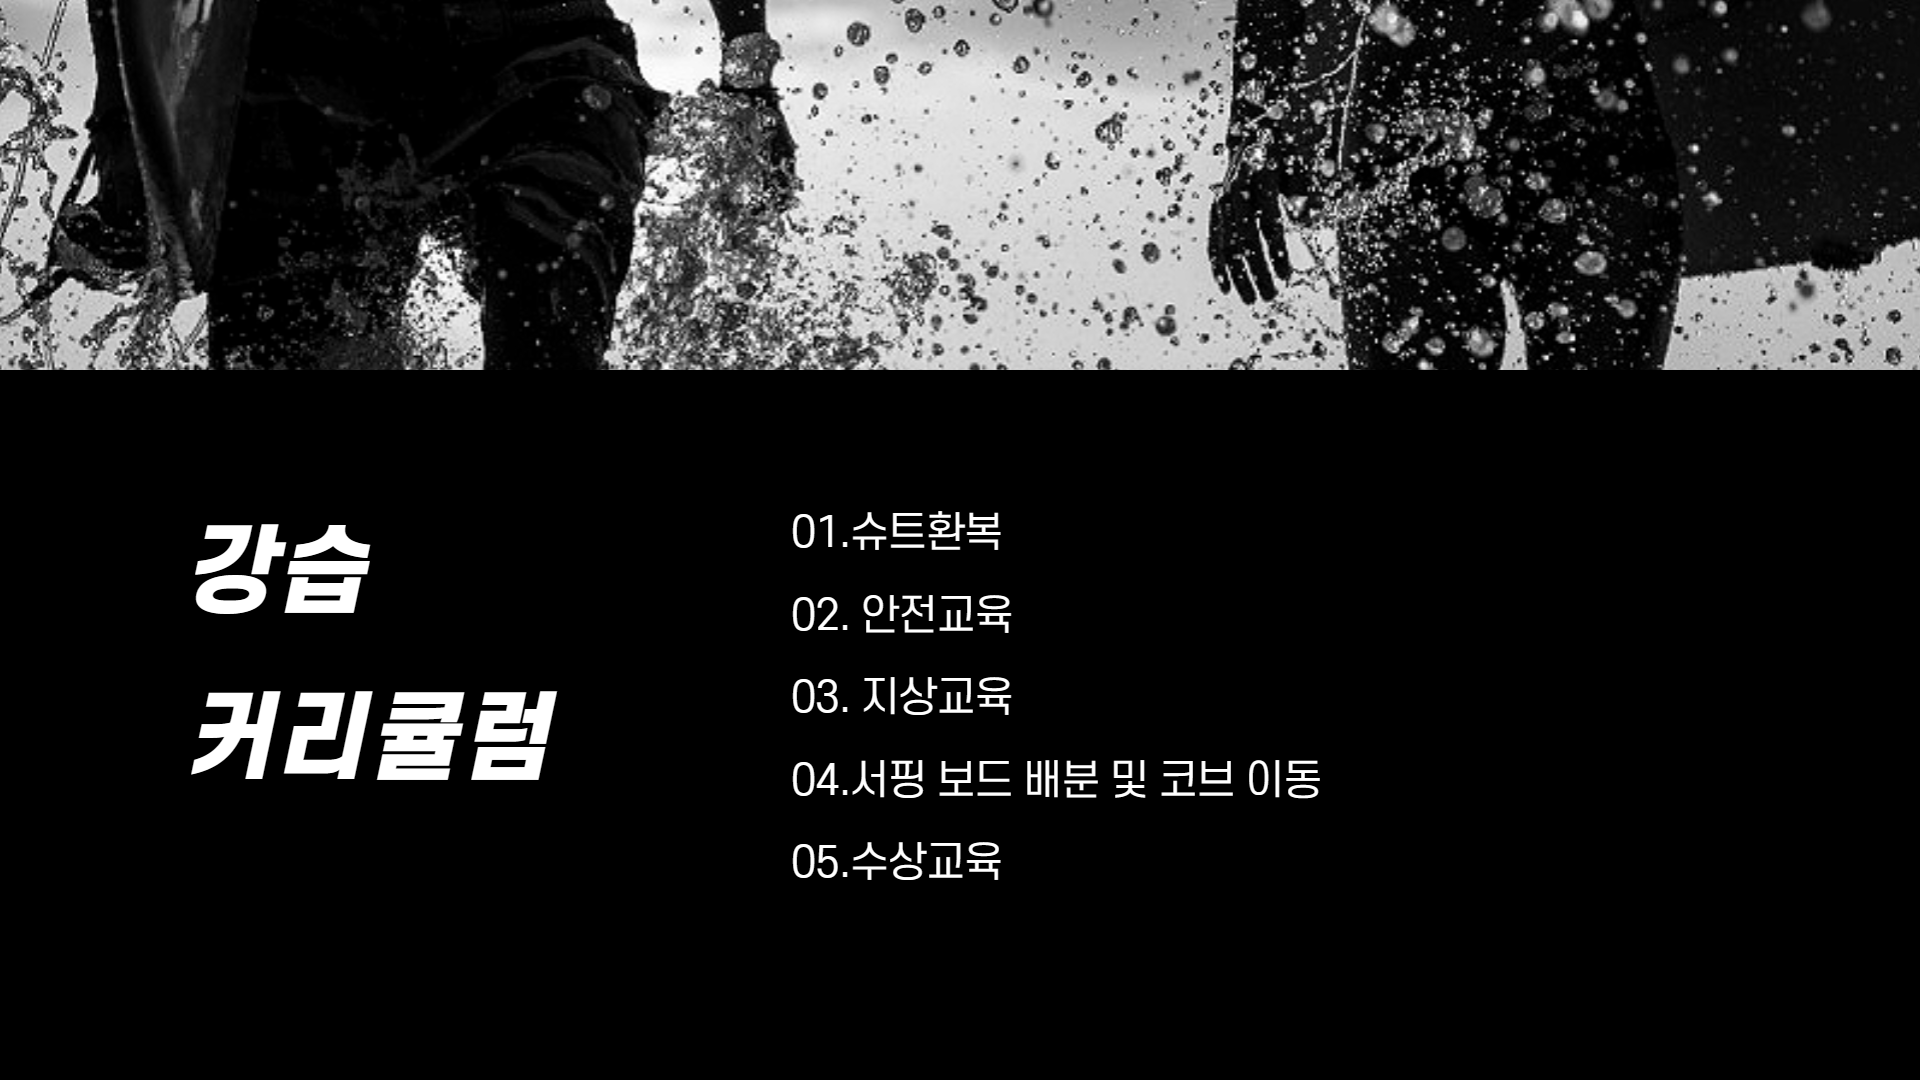 강습
커리큘럼
01.슈트환복
02. 안전교육
03. 지상교육
04.서핑 보드 배분 및 코브 이동
05.수상교육